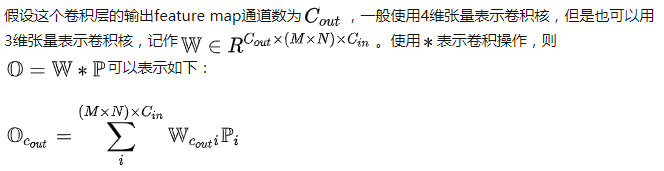 假设这个卷积层的输出feature map通道数为 $C_{out}$ ，一般使用4维张量表示卷积核，但是也可以用
3维张量表示卷积核，记作 $\mathbb{W} \in R^{C_{out} \times (M \times N) \times C_{in}}$ 。使用 $*$ 表示卷积操作，则
$\mathbb{O} = \mathbb{W} * \mathbb{P}$ 可以表示如下：
$\mathbb{O}_{c_{out}} = \sum_{i}^{(M \times N) \times C_{in}} \mathbb{W}_{c_{out} i} \mathbb{P}_{i}$